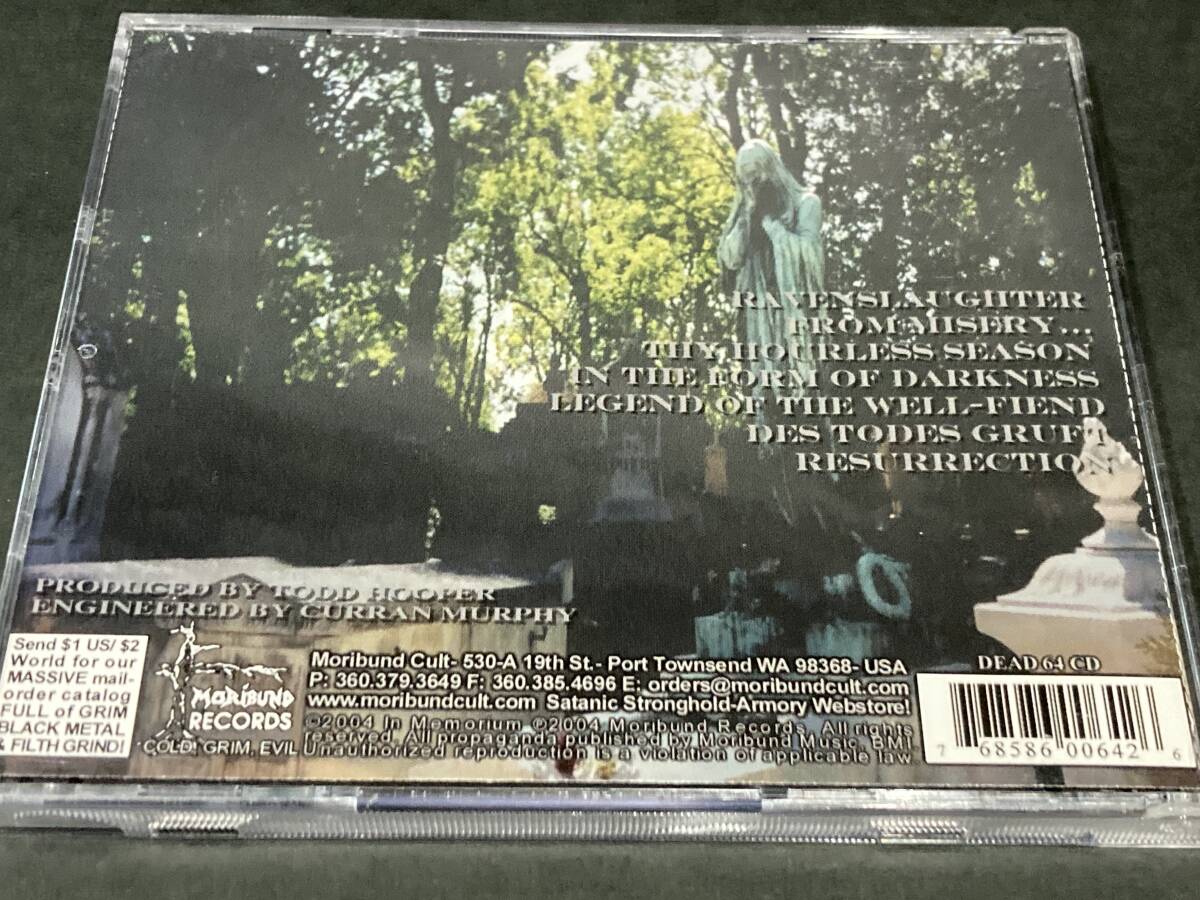 RAVENSLAUGHTER
FROM MISERY...
THY HOURLESS SEASON
IN THE FORM OF DARKNESS
LEGEND OF THE WELL-FIEND
DES TODES GRUFT
RESURRECTION
PRODUCED BY TODD HOOPER
ENGINEERED BY CURRAN MURPHY
Send $1 US/ $2
World for our
MASSIVE mail-
order catalog
FULL of GRIM
BLACK METAL
& FILTH GRIND!
MORIBUND
RECORDS
COLD, GRIM, EVIL
Moribund Cult- 530-A 19th St.- Port Townsend WA 98368- USA
P: 360.379.3649 F: 360.385.4696 E: orders@moribundcult.com
www.moribundcult.com Satanic Stronghold-Armory Webstore!
©2004 In Memorium ℗2004 Moribund Records. All rights
reserved. All propaganda published by Moribund Music, BMI
Unauthorized reproduction is a violation of applicable law
DEAD 64 CD
7 68586 00642 6